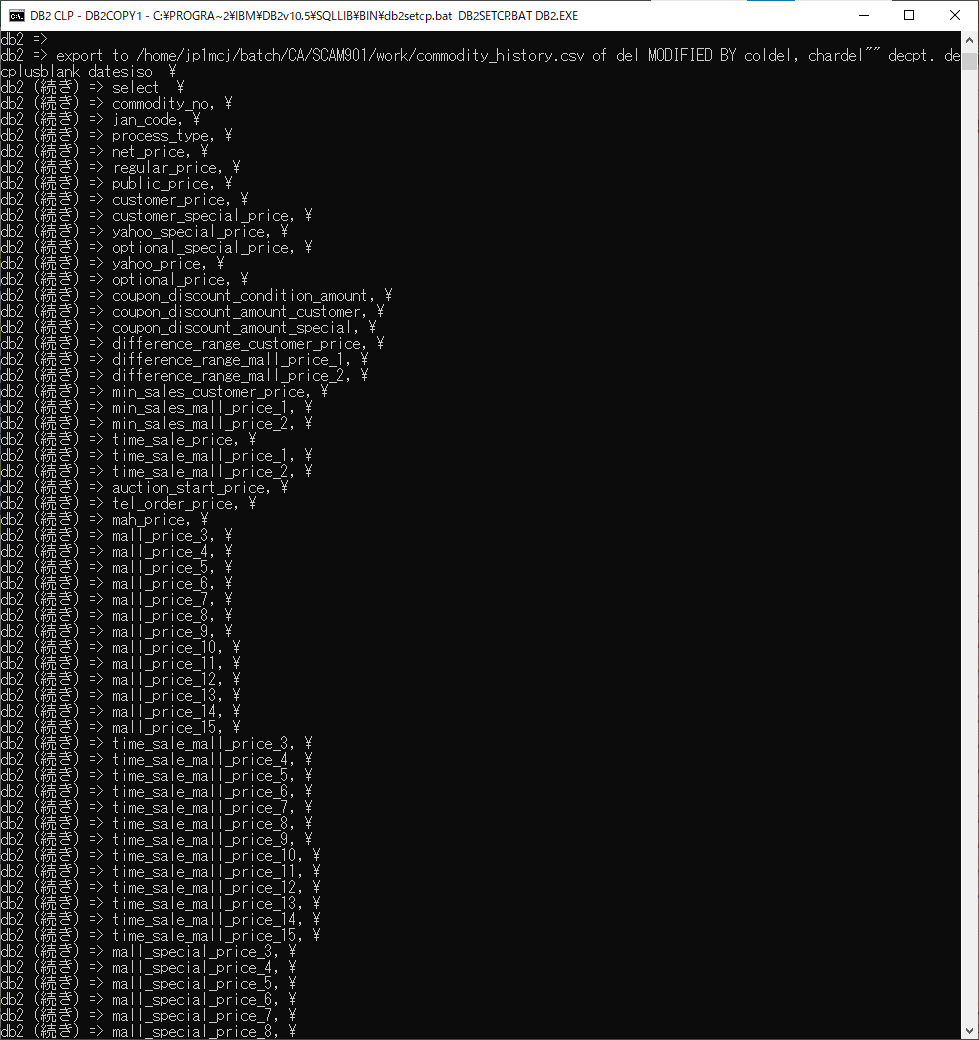 DB2 CLP - DB2COPY1 - C:¥PROGRA~2¥IBM¥DB2v10.5¥SQLLIB¥BIN¥db2setcp.bat DB2SETCP.BAT DB2.EXE
db2 =>
db2 => export to /home/jp1mcj/batch/CA/SCAM901/work/commodity_history.csv of del MODIFIED BY coldel, chardel"" decpt. de
cplusblank datesiso ¥
db2 (続き) => select ¥
db2 (続き) => commodity_no, ¥
db2 (続き) => jan_code, ¥
db2 (続き) => process_type, ¥
db2 (続き) => net_price, ¥
db2 (続き) => regular_price, ¥
db2 (続き) => public_price, ¥
db2 (続き) => customer_price, ¥
db2 (続き) => customer_special_price, ¥
db2 (続き) => yahoo_special_price, ¥
db2 (続き) => optional_special_price, ¥
db2 (続き) => yahoo_price, ¥
db2 (続き) => optional_price, ¥
db2 (続き) => coupon_discount_condition_amount, ¥
db2 (続き) => coupon_discount_amount_customer, ¥
db2 (続き) => coupon_discount_amount_special, ¥
db2 (続き) => difference_range_customer_price, ¥
db2 (続き) => difference_range_mall_price_1, ¥
db2 (続き) => difference_range_mall_price_2, ¥
db2 (続き) => min_sales_customer_price, ¥
db2 (続き) => min_sales_mall_price_1, ¥
db2 (続き) => min_sales_mall_price_2, ¥
db2 (続き) => time_sale_price, ¥
db2 (続き) => time_sale_mall_price_1, ¥
db2 (続き) => time_sale_mall_price_2, ¥
db2 (続き) => auction_start_price, ¥
db2 (続き) => tel_order_price, ¥
db2 (続き) => mah_price, ¥
db2 (続き) => mall_price_3, ¥
db2 (続き) => mall_price_4, ¥
db2 (続き) => mall_price_5, ¥
db2 (続き) => mall_price_6, ¥
db2 (続き) => mall_price_7, ¥
db2 (続き) => mall_price_8, ¥
db2 (続き) => mall_price_9, ¥
db2 (続き) => mall_price_10, ¥
db2 (続き) => mall_price_11, ¥
db2 (続き) => mall_price_12, ¥
db2 (続き) => mall_price_13, ¥
db2 (続き) => mall_price_14, ¥
db2 (続き) => mall_price_15, ¥
db2 (続き) => time_sale_mall_price_3, ¥
db2 (続き) => time_sale_mall_price_4, ¥
db2 (続き) => time_sale_mall_price_5, ¥
db2 (続き) => time_sale_mall_price_6, ¥
db2 (続き) => time_sale_mall_price_7, ¥
db2 (続き) => time_sale_mall_price_8, ¥
db2 (続き) => time_sale_mall_price_9, ¥
db2 (続き) => time_sale_mall_price_10, ¥
db2 (続き) => time_sale_mall_price_11, ¥
db2 (続き) => time_sale_mall_price_12, ¥
db2 (続き) => time_sale_mall_price_13, ¥
db2 (続き) => time_sale_mall_price_14, ¥
db2 (続き) => time_sale_mall_price_15, ¥
db2 (続き) => mall_special_price_3, ¥
db2 (続き) => mall_special_price_4, ¥
db2 (続き) => mall_special_price_5, ¥
db2 (続き) => mall_special_price_6, ¥
db2 (続き) => mall_special_price_7, ¥
db2 (続き) => mall_special_price_8, ¥